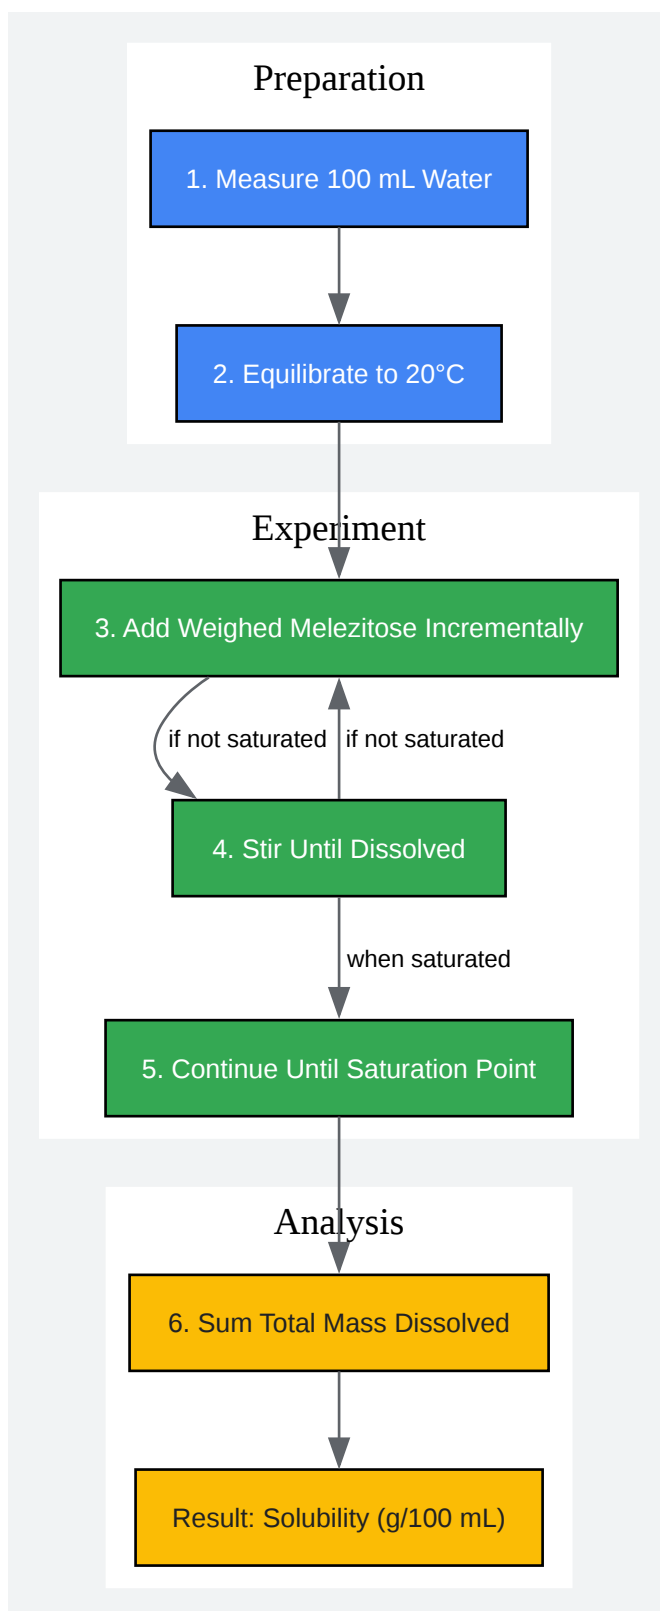 Preparation
1. Measure 100 mL Water
2. Equilibrate to 20°C
Experiment
3. Add Weighed Melezitose Incrementally
if not saturated
if not saturated
4. Stir Until Dissolved
when saturated
5. Continue Until Saturation Point
Analysis
6. Sum Total Mass Dissolved
Result: Solubility (g/100 mL)